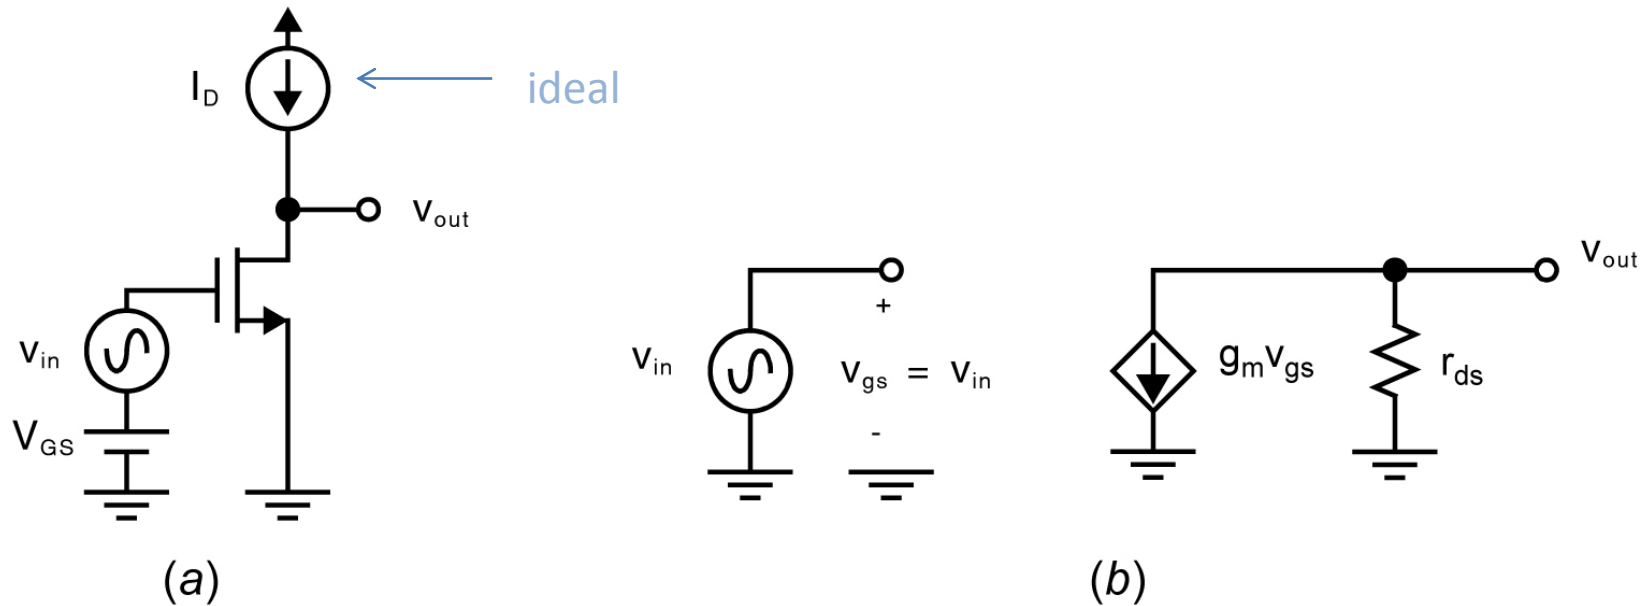 I_D
ideal
v_out
v_in
V_GS
(a)
v_in
+
v_gs = v_in
-
g_m v_gs
r_ds
v_out
(b)